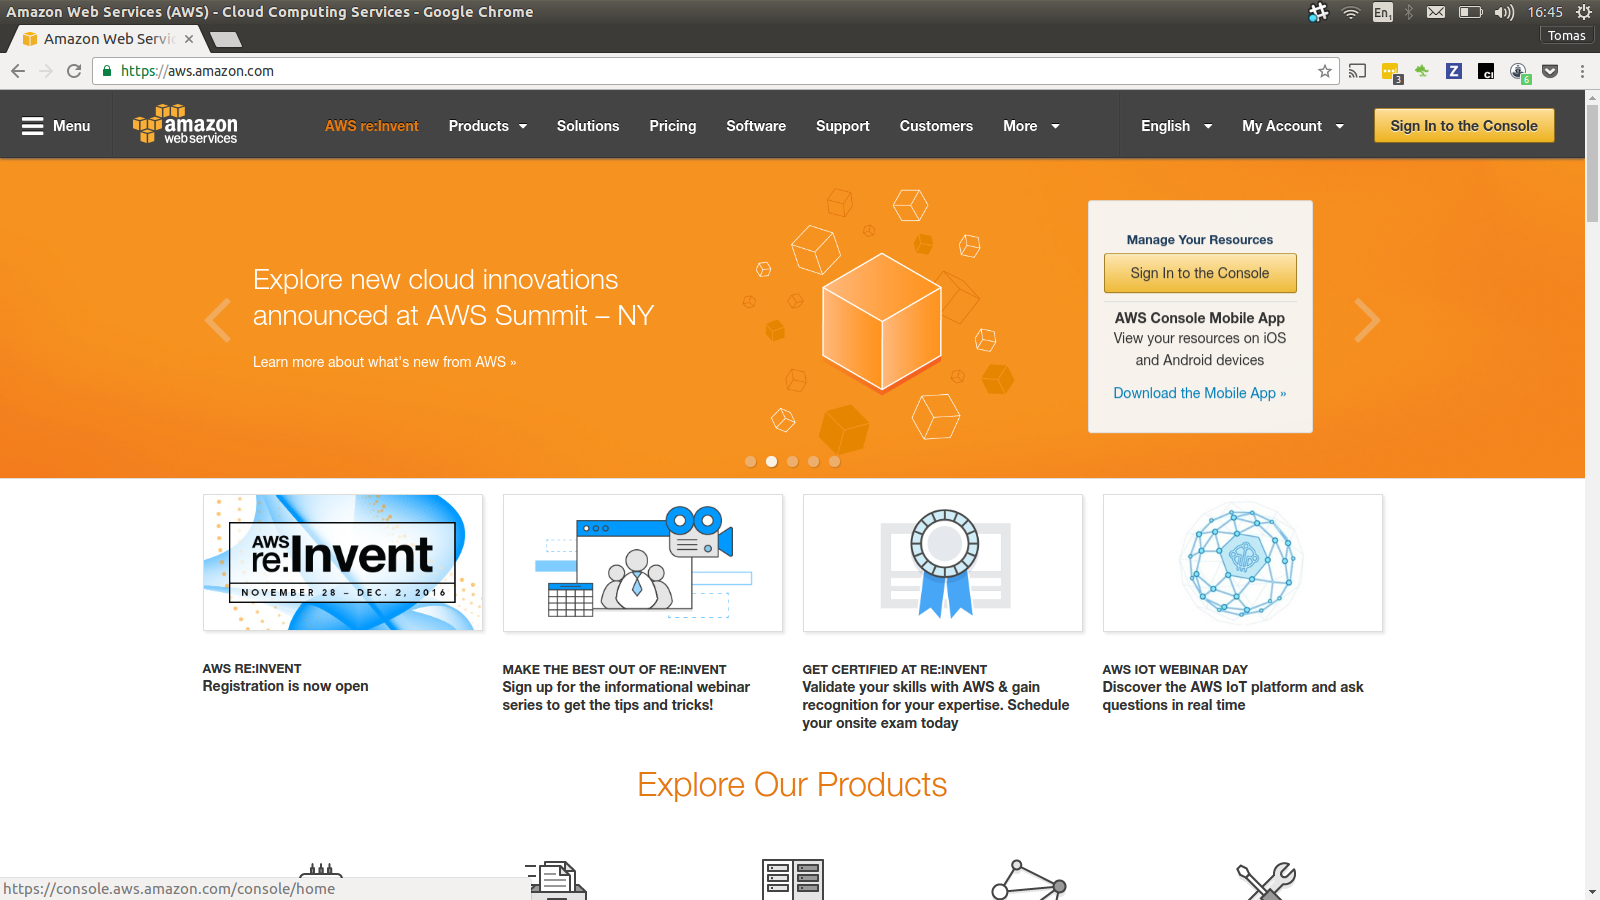 Amazon Web Services (AWS) - Cloud Computing Services - Google Chrome
En1
16:45
Amazon Web Servic
Tomas
https://aws.amazon.com
3
Z
6
Menu
amazon
web services
AWS re:Invent
Products
Solutions
Pricing
Software
Support
Customers
More
English
My Account
Sign In to the Console
Explore new cloud innovations
announced at AWS Summit – NY
Learn more about what's new from AWS »
Manage Your Resources
Sign In to the Console
AWS Console Mobile App
View your resources on iOS
and Android devices
Download the Mobile App »
AWS
re:Invent
NOVEMBER 28 – DEC. 2, 2016
AWS RE:INVENT
Registration is now open
MAKE THE BEST OUT OF RE:INVENT
Sign up for the informational webinar
series to get the tips and tricks!
GET CERTIFIED AT RE:INVENT
Validate your skills with AWS & gain
recognition for your expertise. Schedule
your onsite exam today
AWS IOT WEBINAR DAY
Discover the AWS IoT platform and ask
questions in real time
Explore Our Products
https://console.aws.amazon.com/console/home